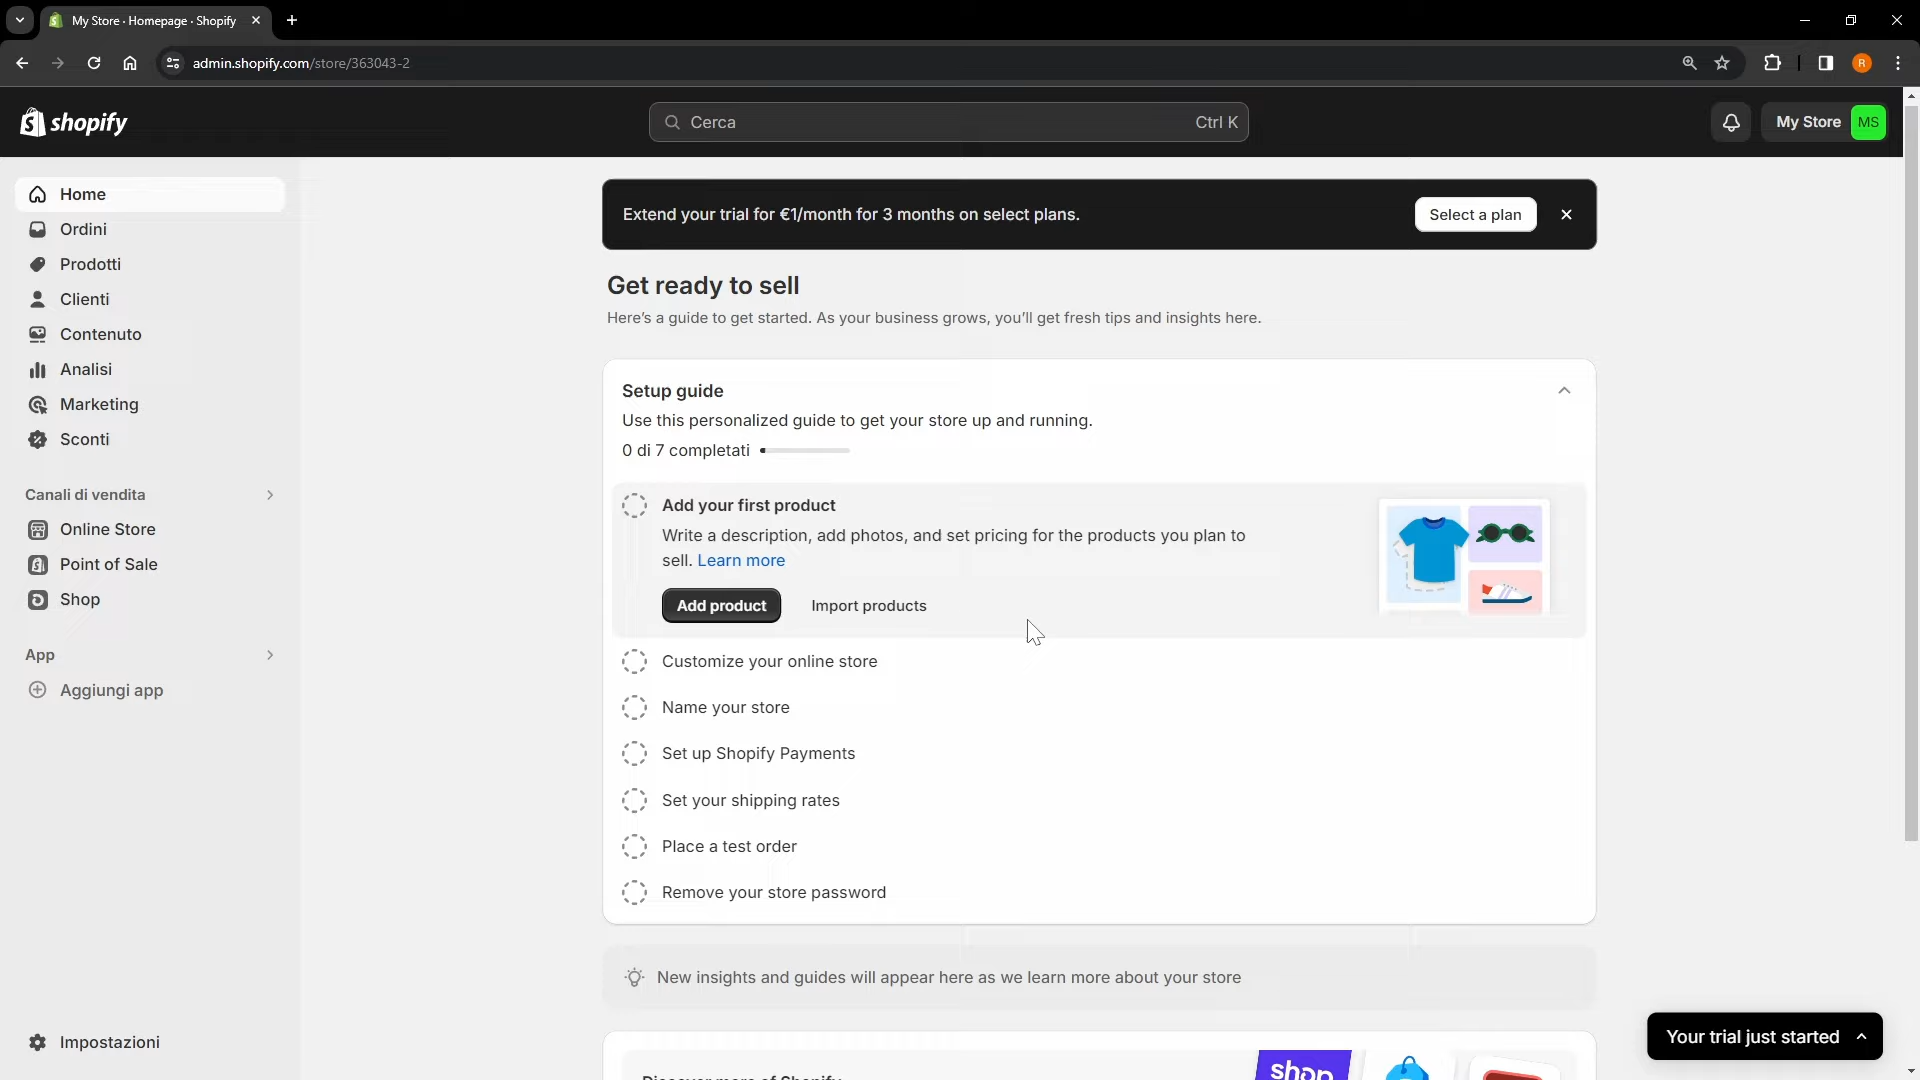 My Store · Homepage · Shopify
admin.shopify.com/store/363043-2
R
shopify
Cerca
Ctrl K
My Store
MS
Home
Ordini
Prodotti
Clienti
Contenuto
Analisi
Marketing
Sconti
Canali di vendita
Online Store
Point of Sale
Shop
App
Aggiungi app
Impostazioni
Extend your trial for €1/month for 3 months on select plans.
Select a plan
Get ready to sell
Here's a guide to get started. As your business grows, you'll get fresh tips and insights here.
Setup guide
Use this personalized guide to get your store up and running.
0 di 7 completati
Add your first product
Write a description, add photos, and set pricing for the products you plan to
sell. Learn more
Add product
Import products
Customize your online store
Name your store
Set up Shopify Payments
Set your shipping rates
Place a test order
Remove your store password
New insights and guides will appear here as we learn more about your store
Discover more of Shopify
shop
Your trial just started